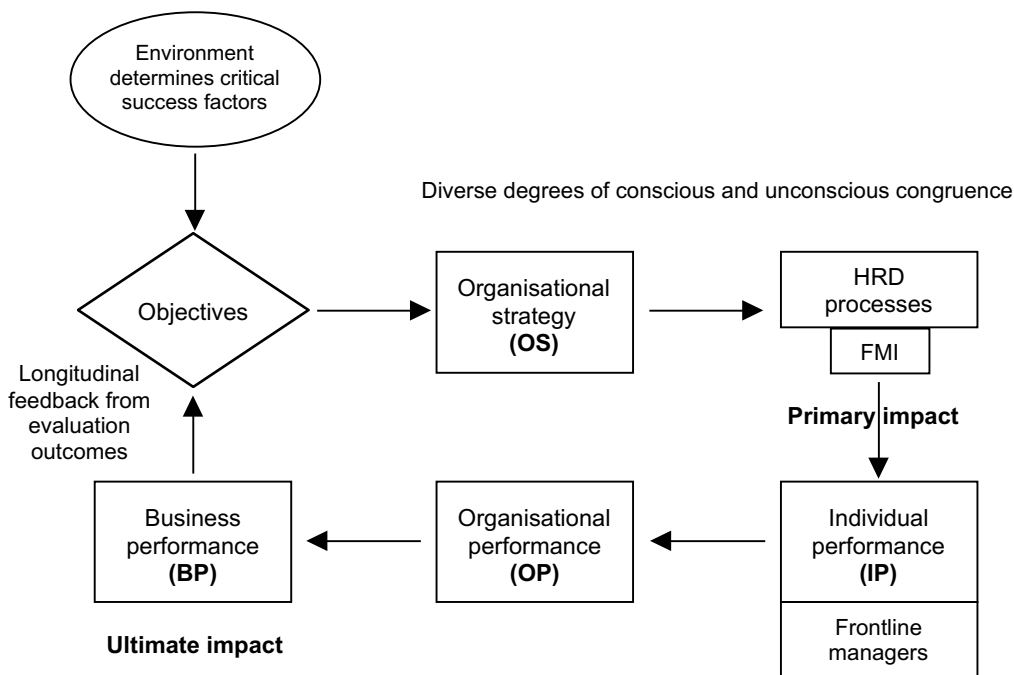 Environment
determines critical
success factors
Diverse degrees of conscious and unconscious congruence
Objectives
Organisational
strategy
(OS)
HRD
processes
FMI
Longitudinal
feedback from
evaluation
outcomes
Primary impact
Business
performance
(BP)
Organisational
performance
(OP)
Individual
performance
(IP)
Frontline
managers
Ultimate impact